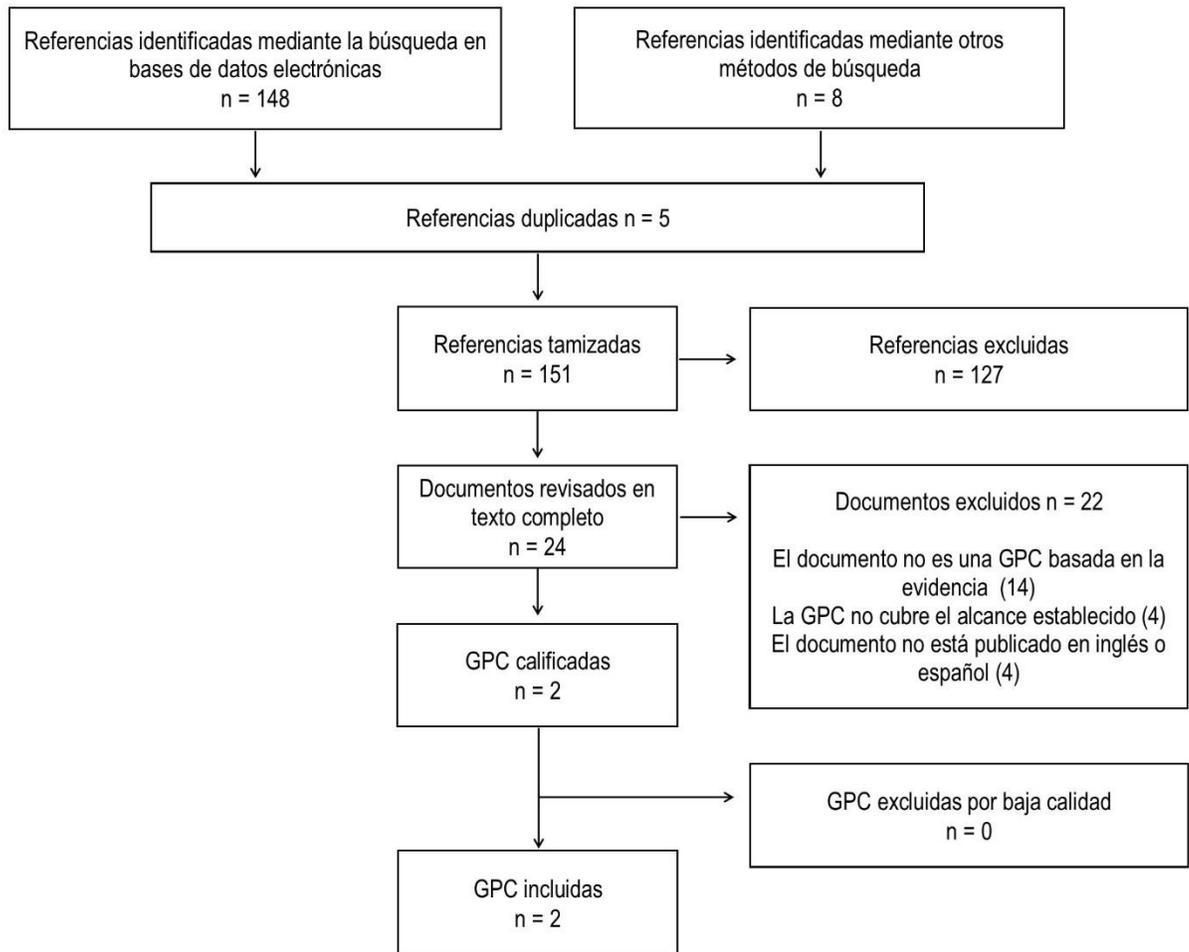 Referencias identificadas mediante la búsqueda en
bases de datos electrónicas
n = 148
Referencias identificadas mediante otros
métodos de búsqueda
n = 8
Referencias duplicadas n = 5
Referencias tamizadas
n = 151
Referencias excluidas
n = 127
Documentos revisados en
texto completo
n = 24
Documentos excluidos n = 22
El documento no es una GPC basada en la
evidencia (14)
La GPC no cubre el alcance establecido (4)
El documento no está publicado en inglés o
español (4)
GPC calificadas
n = 2
GPC excluidas por baja calidad
n = 0
GPC incluidas
n = 2